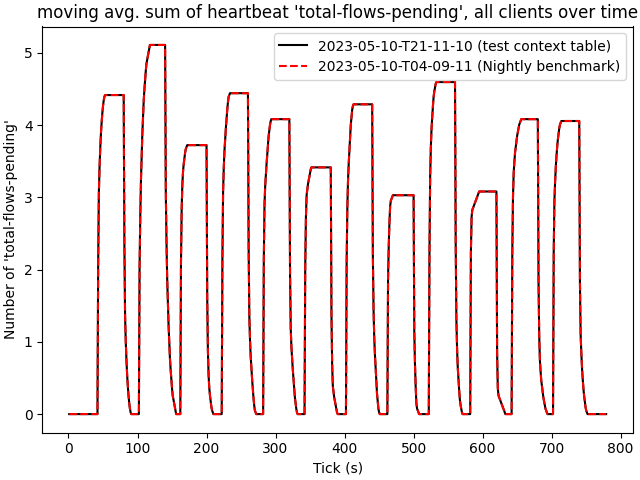 moving avg. sum of heartbeat 'total-flows-pending', all clients over time
2023-05-10-T21-11-10 (test context table)
2023-05-10-T04-09-11 (Nightly benchmark)
Number of 'total-flows-pending'
5
4
3
2
1
0
0 100 200 300 400 500 600 700 800
Tick (s)